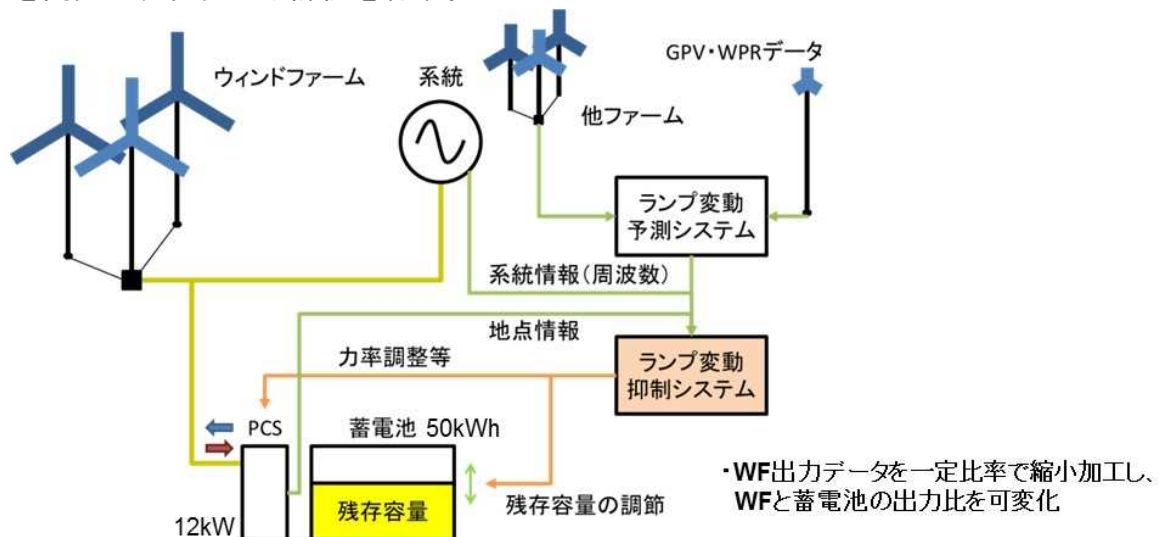 ウィンドファーム
系統
他ファーム
GPV・WPRデータ
ランプ変動
予測システム
系統情報(周波数)
地点情報
ランプ変動
抑制システム
力率調整等
PCS
蓄電池 50kWh
残存容量
残存容量の調節
12kW
・WF出力データを一定比率で縮小加工し、
WFと蓄電池の出力比を可変化